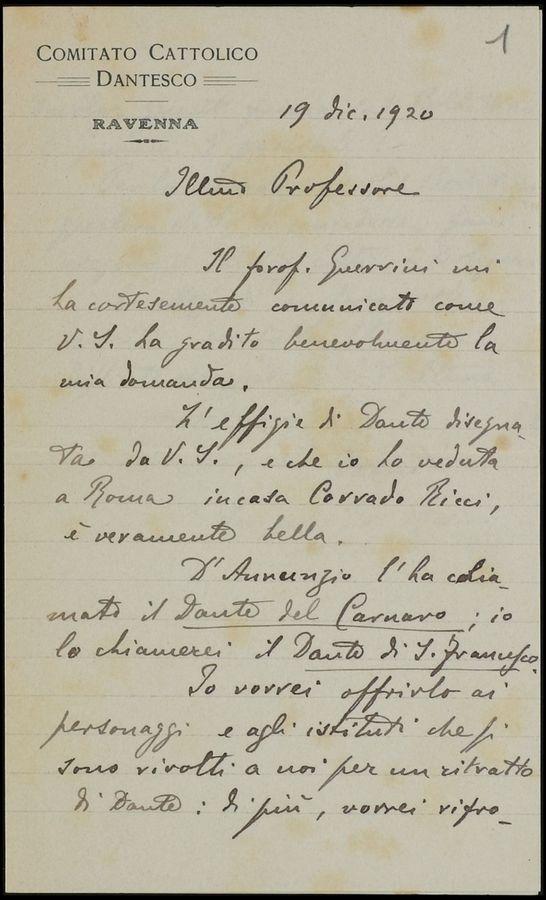 1
COMITATO CATTOLICO
DANTESCO
RAVENNA
19 dic. 1920
Illmo Professore
Il prof. Guerrini mi
ha cortesemente comunicato come
V. S. ha gradito benevolmente la
mia domanda.
L'effigie di Dante disegna-
ta da V. S., e che io ho veduta
a Roma in casa Corrado Ricci,
è veramente bella.
D'Annunzio l'ha chia-
mato il Dante del Carnaro; io
lo chiamerei il Dante di S. Francesco.
Io vorrei offrirlo ai
personaggi e agli istituti che si
sono rivolti a noi per un ritratto
di Dante: di più, vorrei ripro-